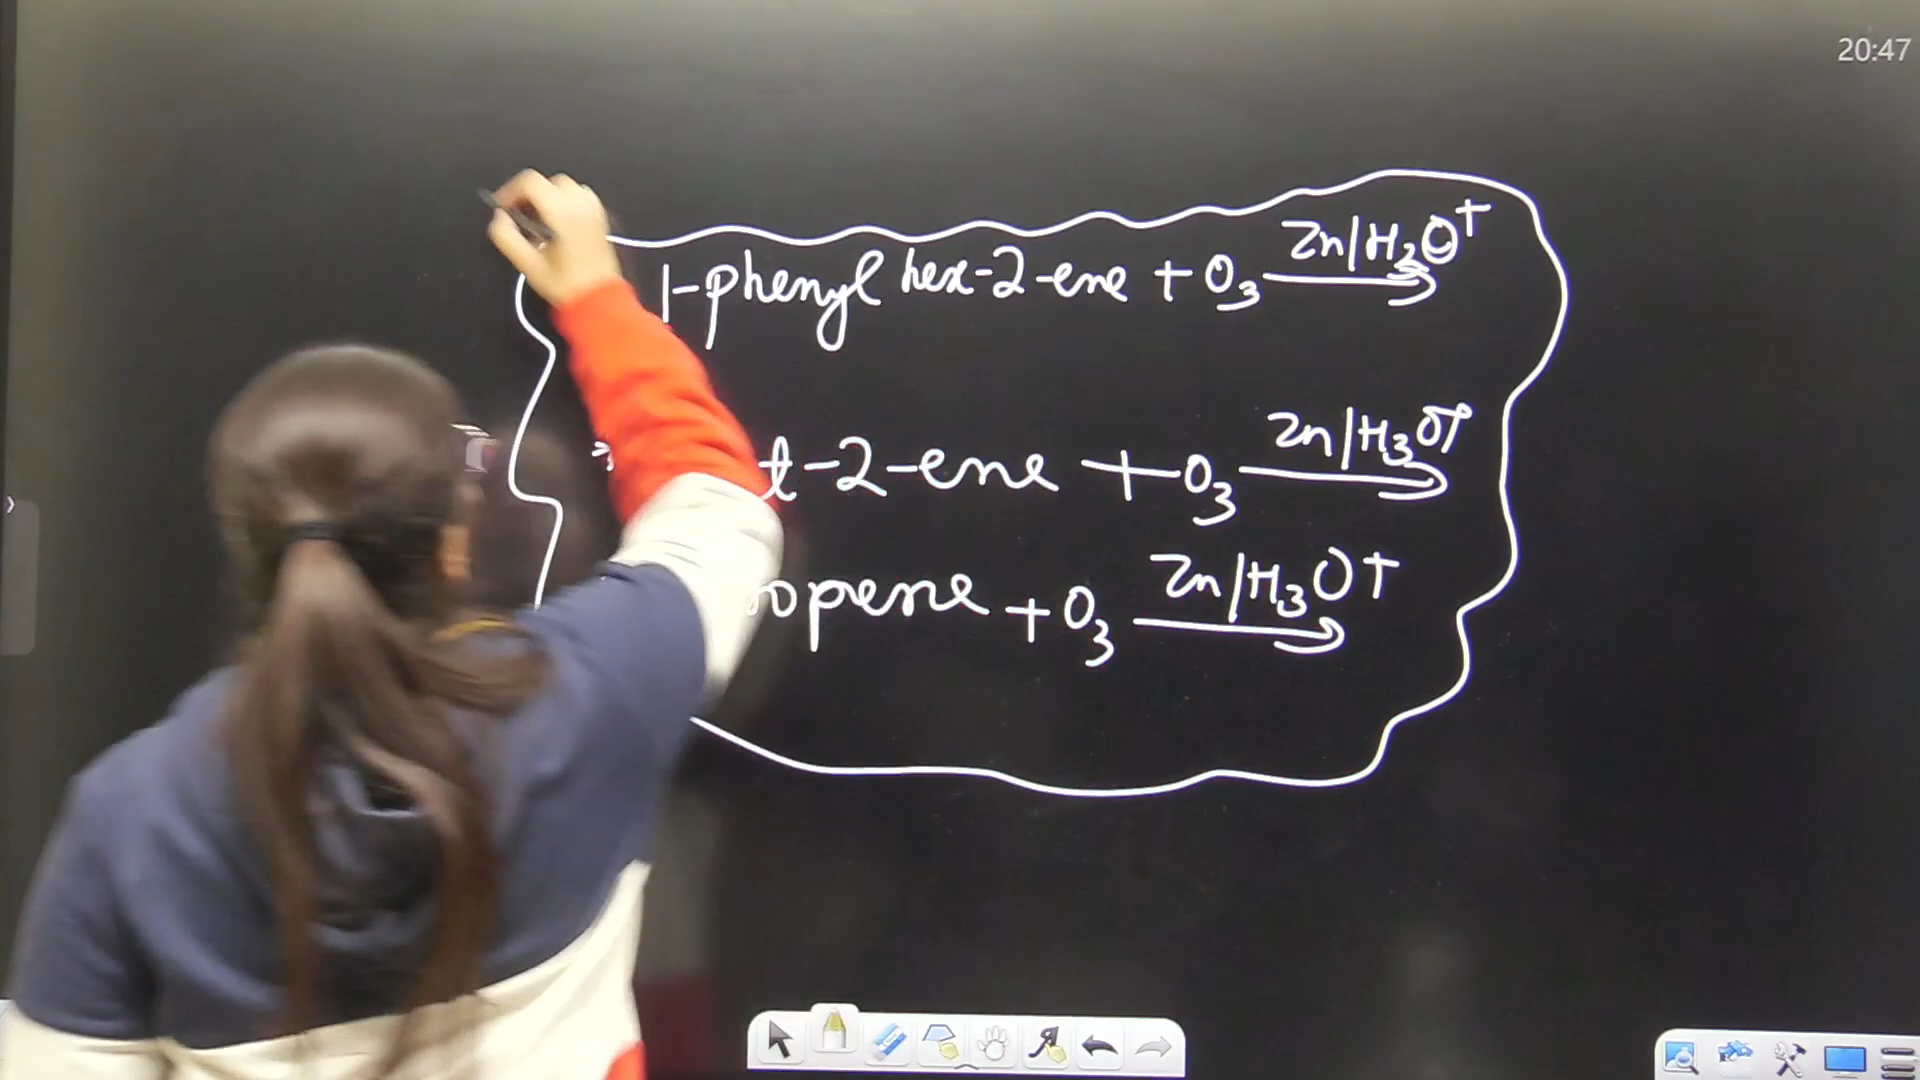 20:47
1-phenyl hex-2-ene + O3 Zn/H3O+
t-2-ene + O3 Zn/H3O+
opene + O3 Zn/H3O+